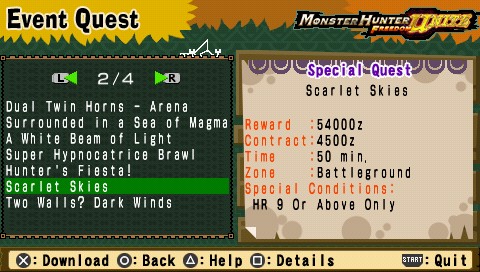 Event Quest
MONSTER HUNTER
FREEDOM UNITE
L 2/4 R
Dual Twin Horns - Arena
Surrounded in a Sea of Magma
A White Beam of Light
Super Hypnocatrice Brawl
Hunter's Fiesta!
Scarlet Skies
Two Walls? Dark Winds
Special Quest
Scarlet Skies
Reward :54000z
Contract:4500z
Time :50 min.
Zone :Battleground
Special Conditions:
HR 9 Or Above Only
: Download : Back : Help : Details START: Quit